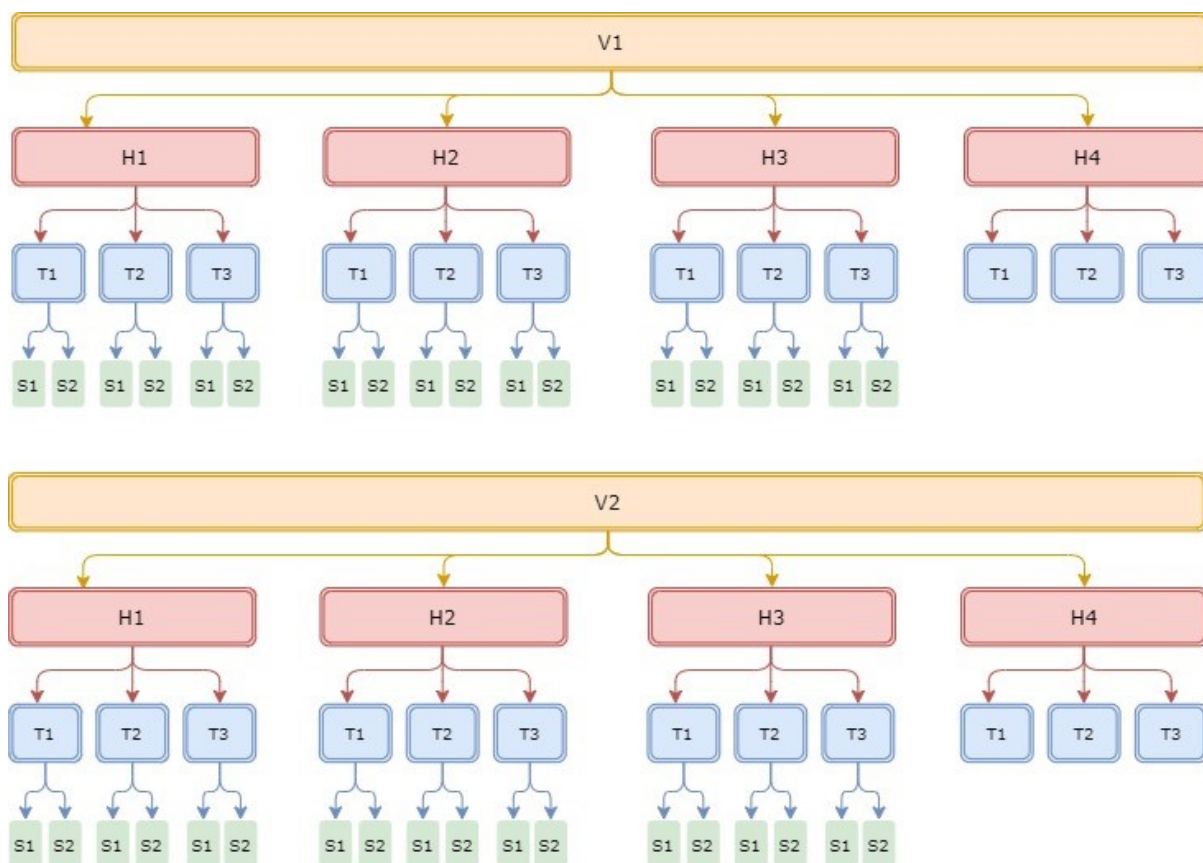 V1
H1 H2 H3 H4
T1 T2 T3 T1 T2 T3 T1 T2 T3 T1 T2 T3
S1 S2 S1 S2 S1 S2 S1 S2 S1 S2 S1 S2 S1 S2 S1 S2 S1 S2
V2
H1 H2 H3 H4
T1 T2 T3 T1 T2 T3 T1 T2 T3 T1 T2 T3
S1 S2 S1 S2 S1 S2 S1 S2 S1 S2 S1 S2 S1 S2 S1 S2 S1 S2